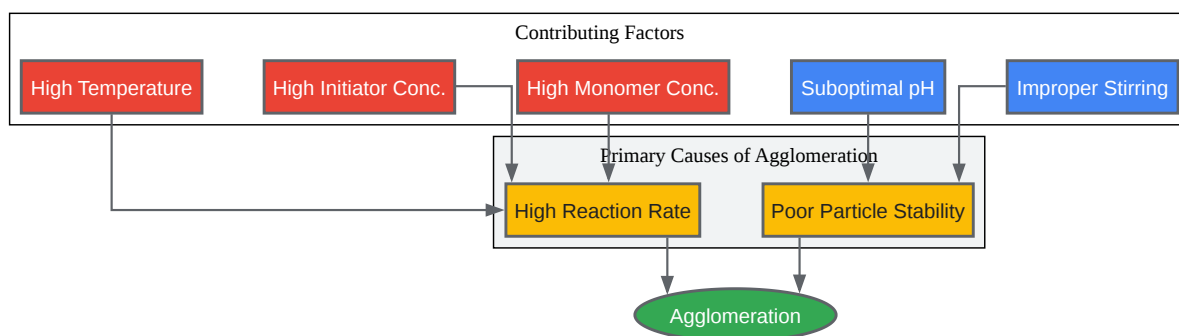 Contributing Factors
High Temperature
High Initiator Conc.
High Monomer Conc.
Suboptimal pH
Improper Stirring
Primary Causes of Agglomeration
High Reaction Rate
Poor Particle Stability
Agglomeration